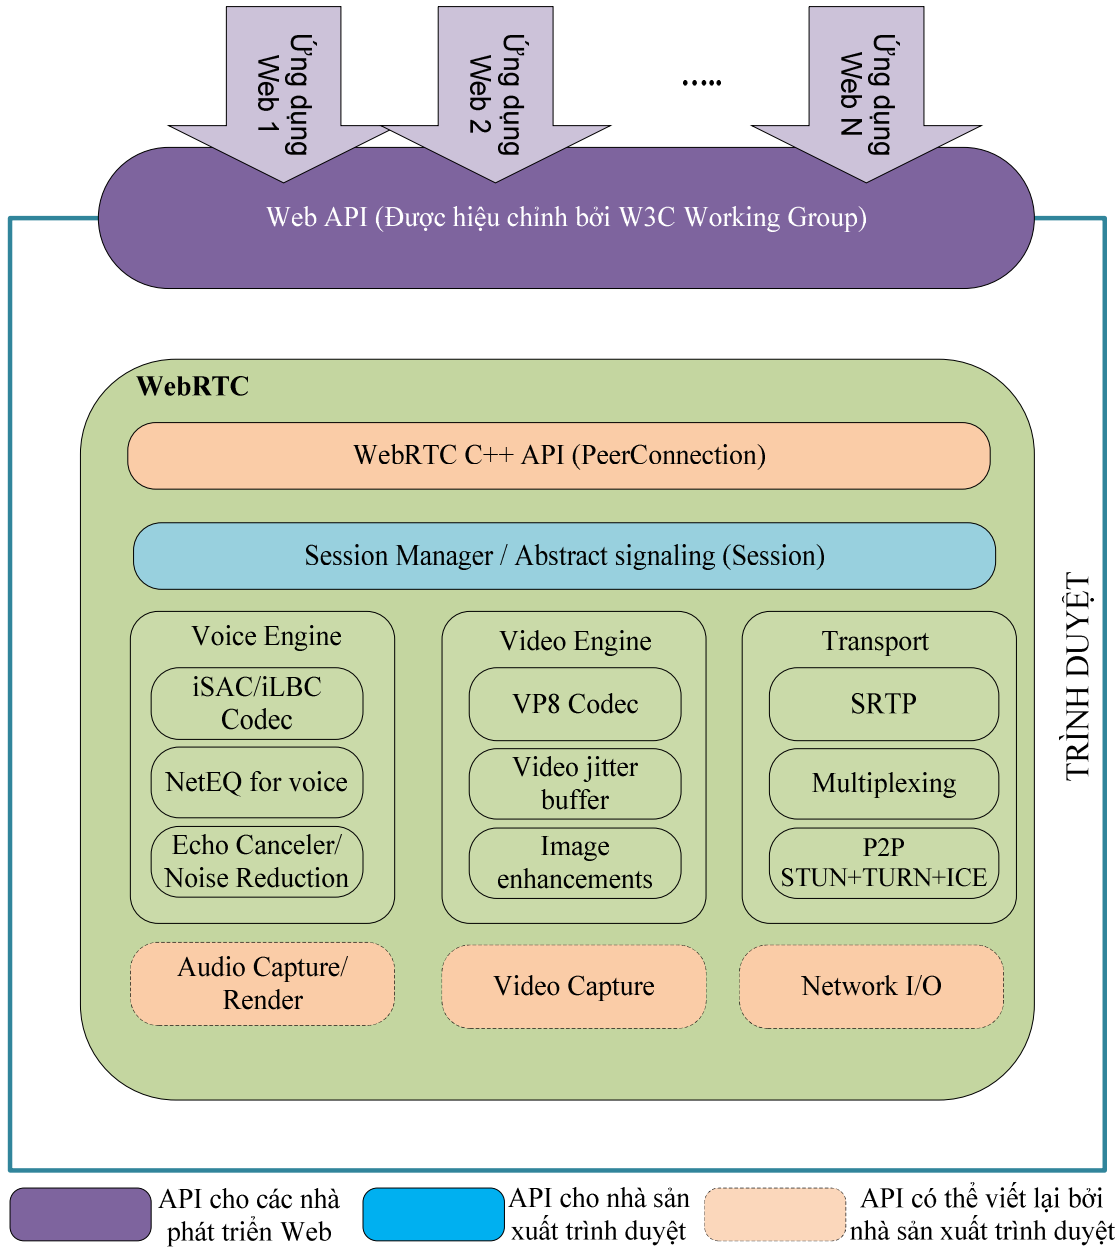 Ứng dụng
Web 1
Ứng dụng
Web 2
.....
Ứng dụng
Web N
Web API (Được hiệu chỉnh bởi W3C Working Group)
WebRTC
WebRTC C++ API (PeerConnection)
Session Manager / Abstract signaling (Session)
Voice Engine
iSAC/iLBC
Codec
NetEQ for voice
Echo Canceler/
Noise Reduction
Video Engine
VP8 Codec
Video jitter
buffer
Image
enhancements
Transport
SRTP
Multiplexing
P2P
STUN+TURN+ICE
Audio Capture/
Render
Video Capture
Network I/O
TRÌNH DUYỆT
API cho các nhà
phát triển Web
API cho nhà sản
xuất trình duyệt
API có thể viết lại bởi
nhà sản xuất trình duyệt